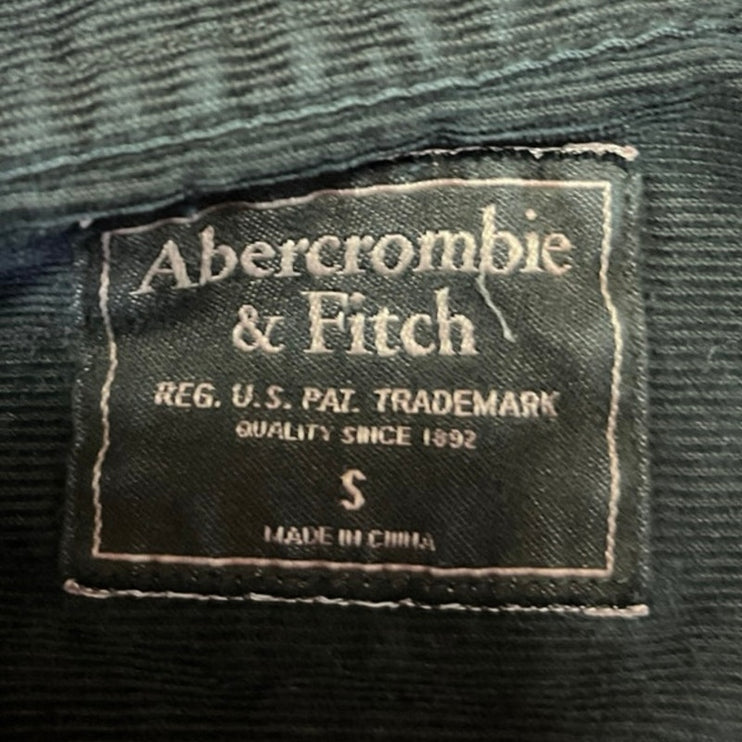 Abercrombie
& Fitch
REG. U.S. PAT. TRADEMARK
QUALITY SINCE 1892
S
MADE IN CHINA